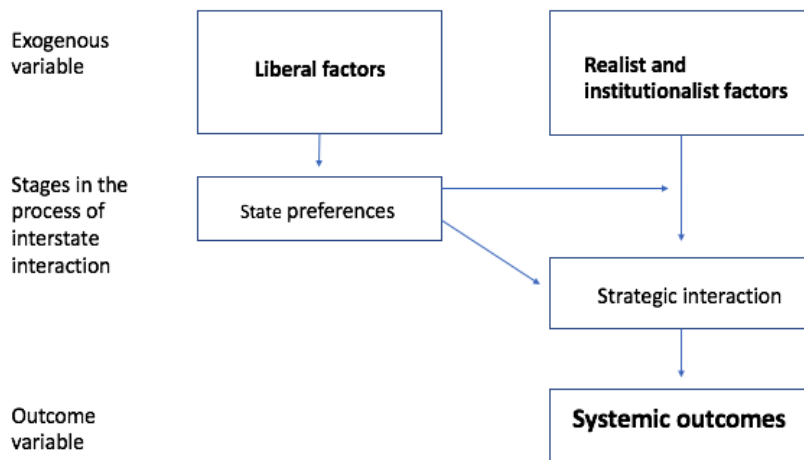 Exogenous
variable
Liberal factors
Realist and
institutionalist factors
Stages in the
process of
interstate
interaction
State preferences
Strategic interaction
Outcome
variable
Systemic outcomes